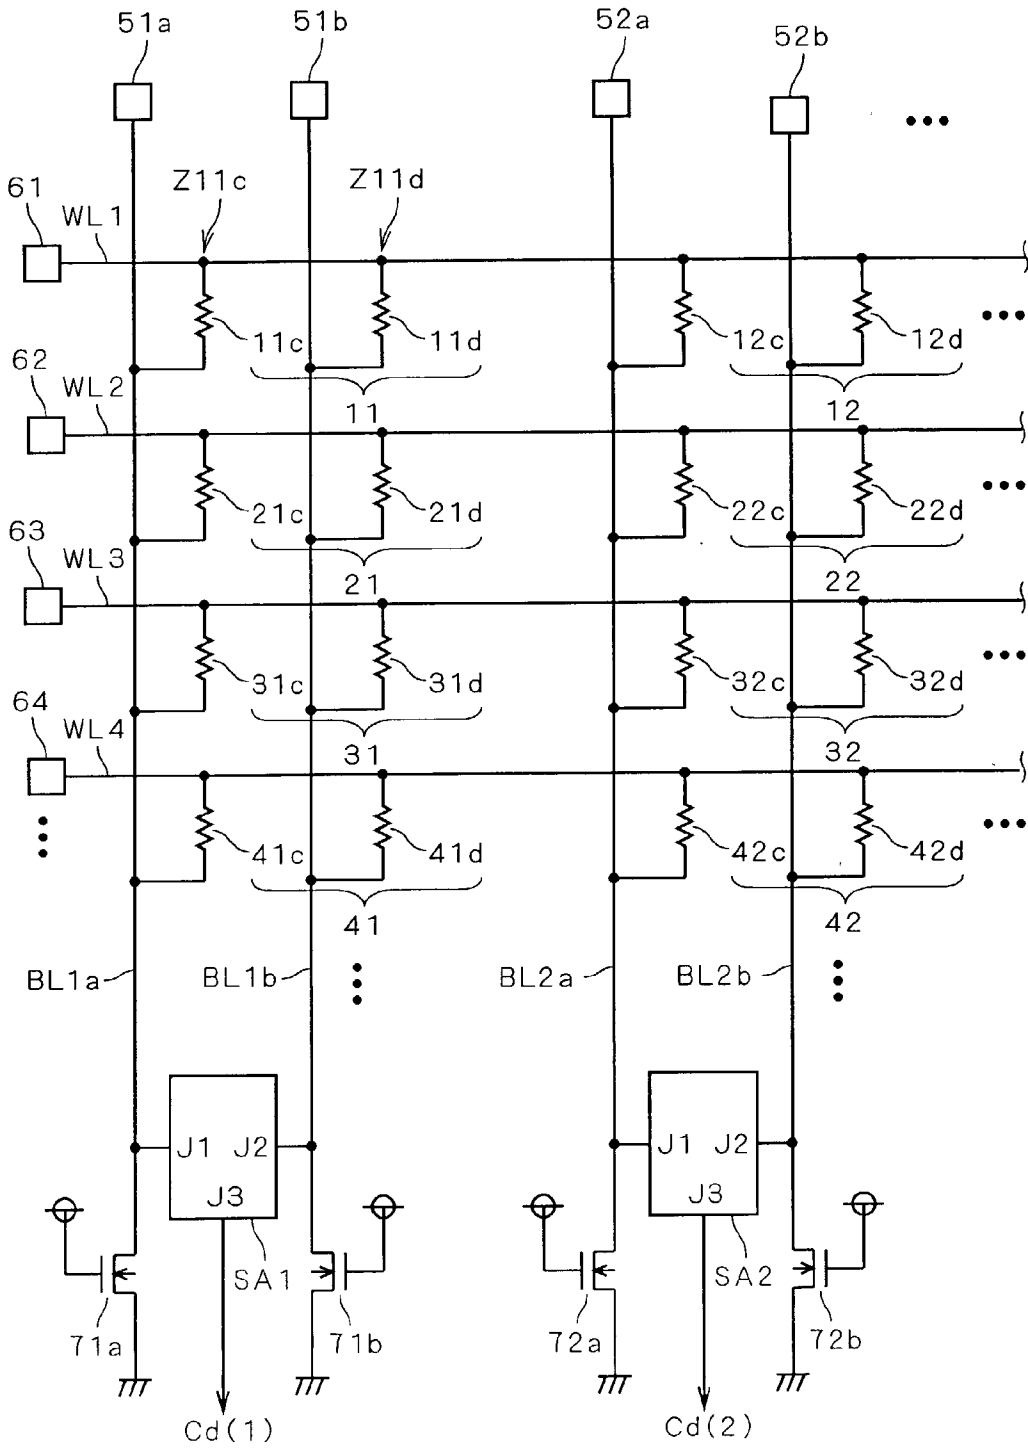 51a 51b 52a 52b
61 WL1 Z11c Z11d
11c 11d 12c 12d
62 WL2 11 12
21c 21d 22c 22d
63 WL3 21 22
31c 31d 32c 32d
64 WL4 31 32
41c 41d 42c 42d
41 42
BL1a BL1b BL2a BL2b
J1 J2 J1 J2
J3 J3
SA1 SA2
71a 71b 72a 72b
Cd(1) Cd(2)